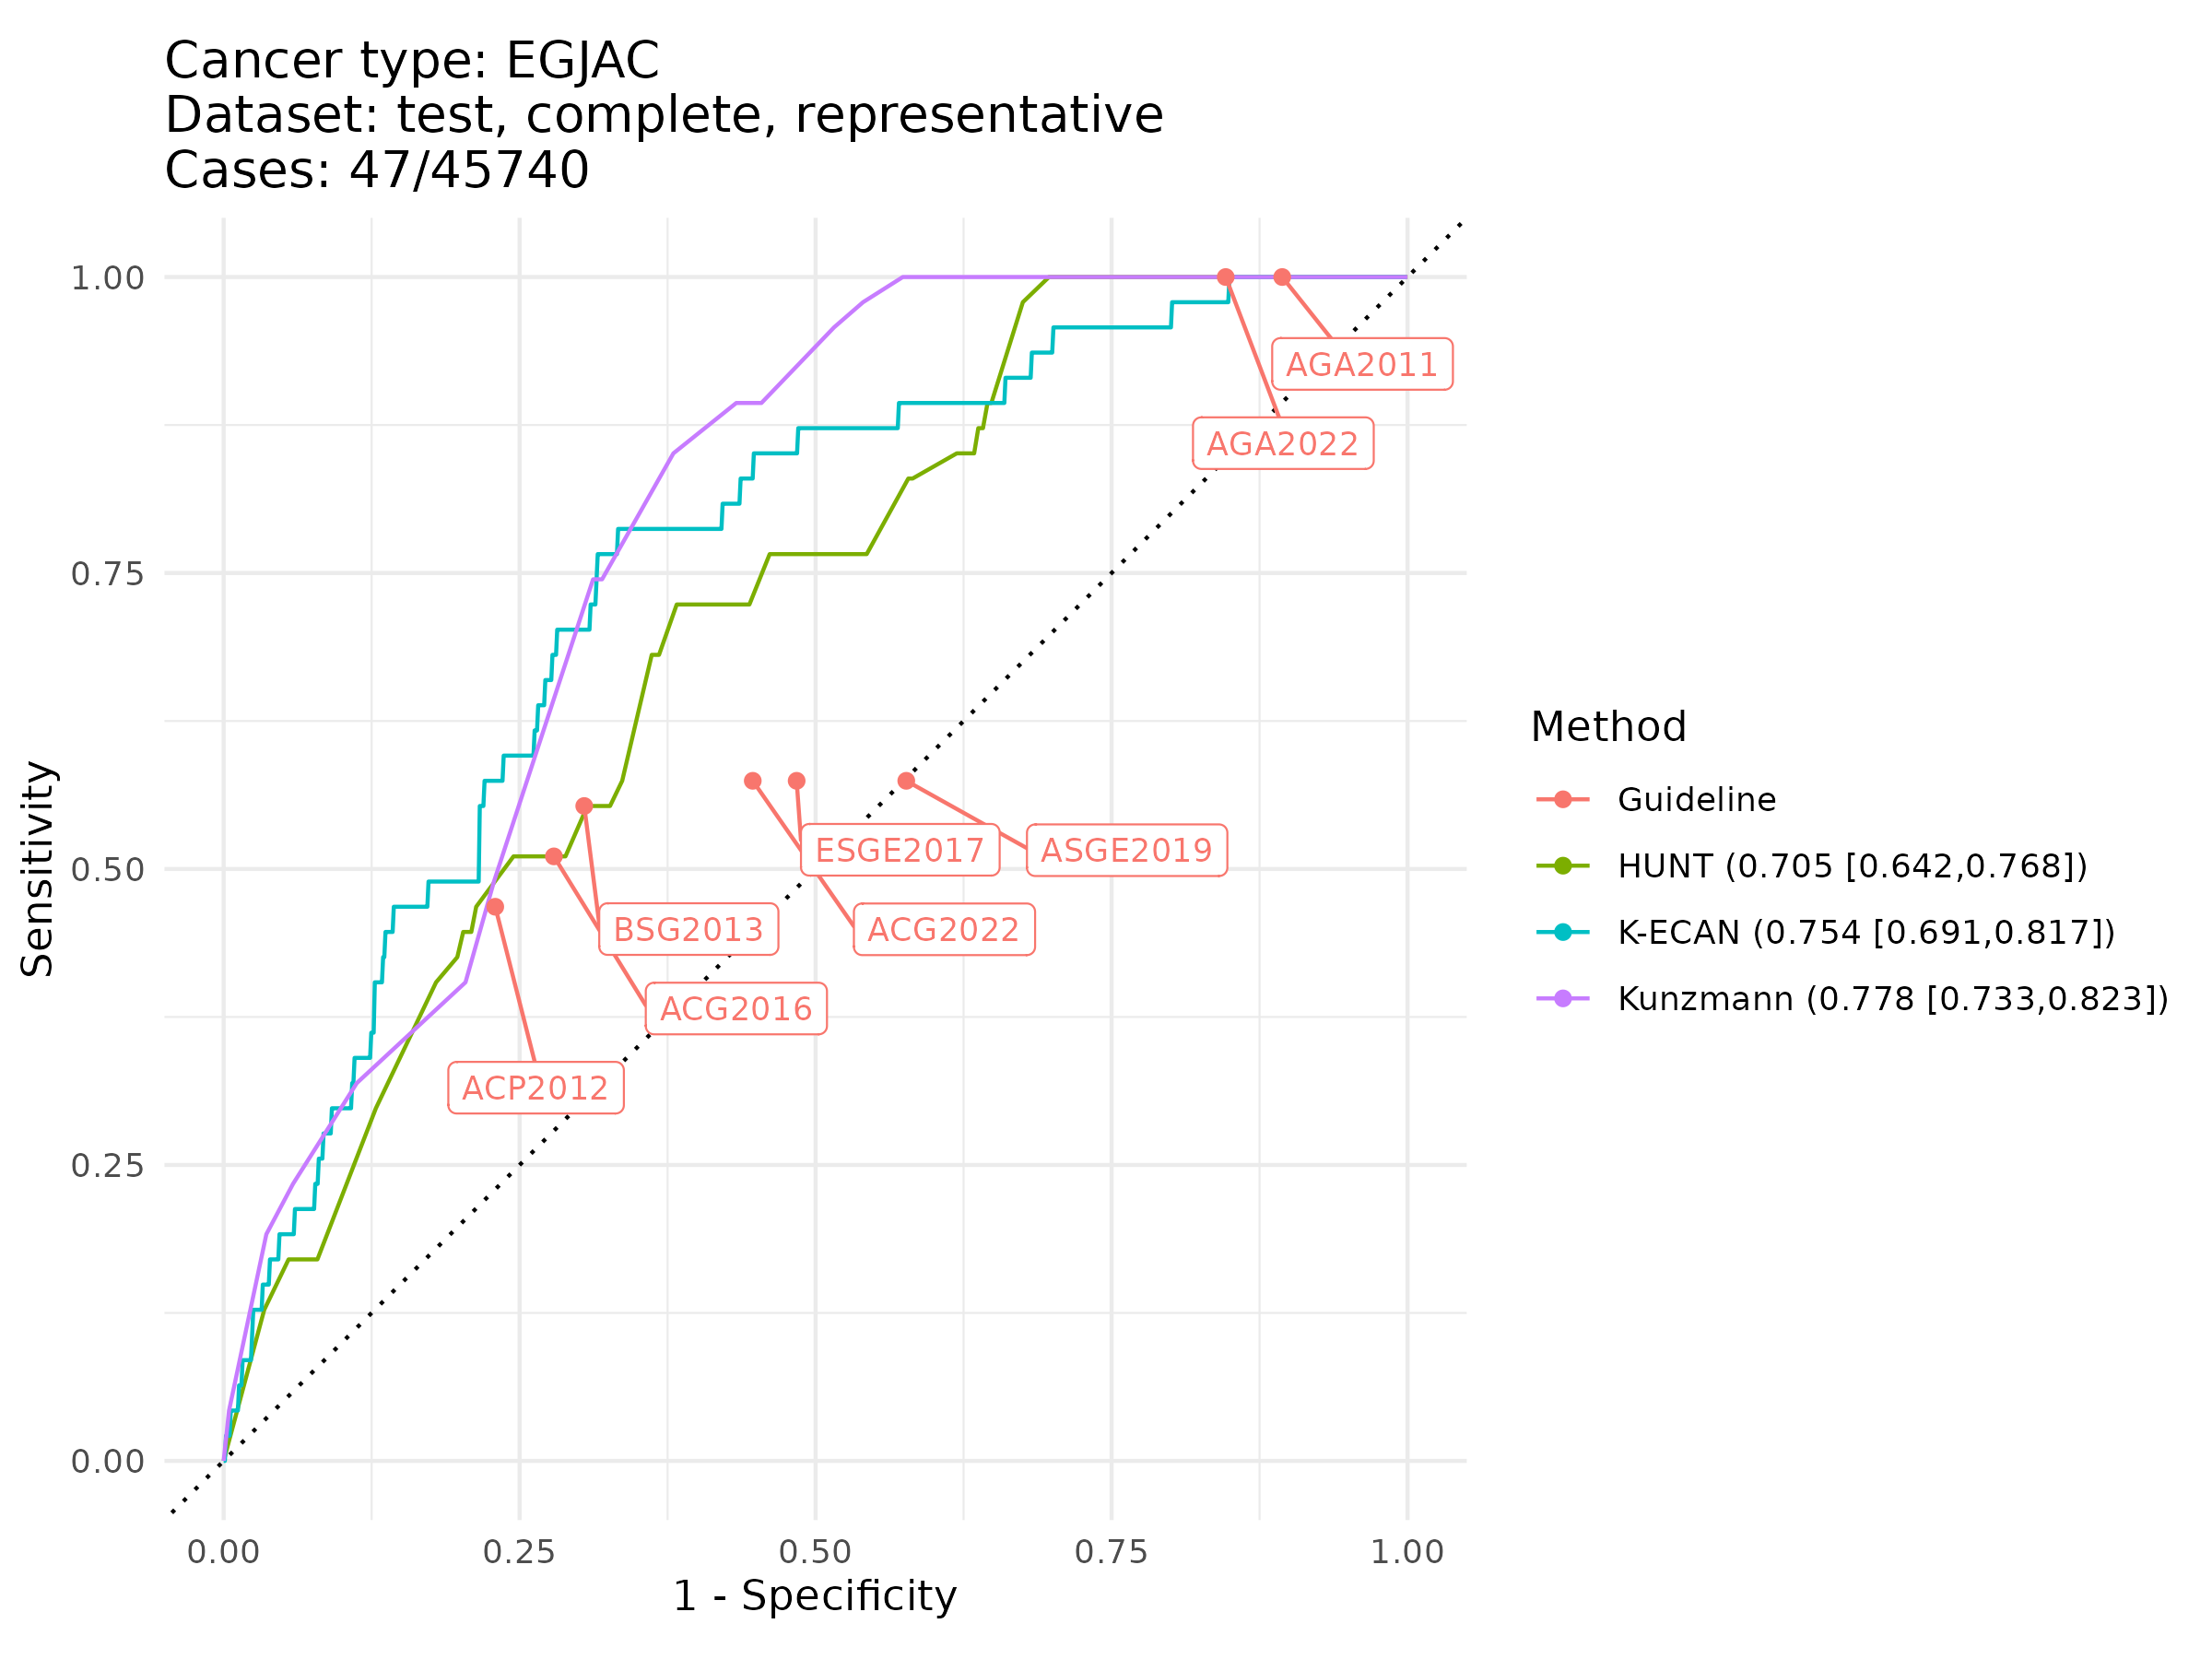 Cancer type: EGJAC
Dataset: test, complete, representative
Cases: 47/45740
1.00
0.75
0.50
0.25
0.00
Sensitivity
AGA2011
AGA2022
ESGE2017
ASGE2019
BSG2013
ACG2022
ACG2016
ACP2012
0.00
0.25
0.50
0.75
1.00
1 - Specificity
Method
Guideline
HUNT (0.705 [0.642,0.768])
K-ECAN (0.754 [0.691,0.817])
Kunzmann (0.778 [0.733,0.823])